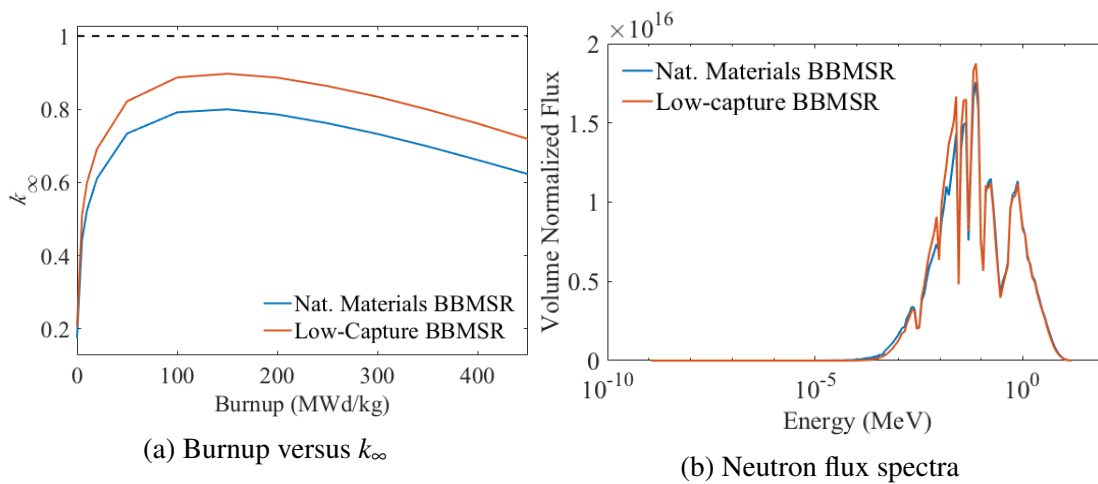 1
0.8
0.6
0.4
0.2
k∞
0
100
200
300
400
Burnup (MWd/kg)
Nat. Materials BBMSR
Low-Capture BBMSR
(a) Burnup versus k∞
×10^16
2
1.5
1
0.5
0
Volume Normalized Flux
Nat. Materials BBMSR
Low-capture BBMSR
10^-10
10^-5
10^0
Energy (MeV)
(b) Neutron flux spectra